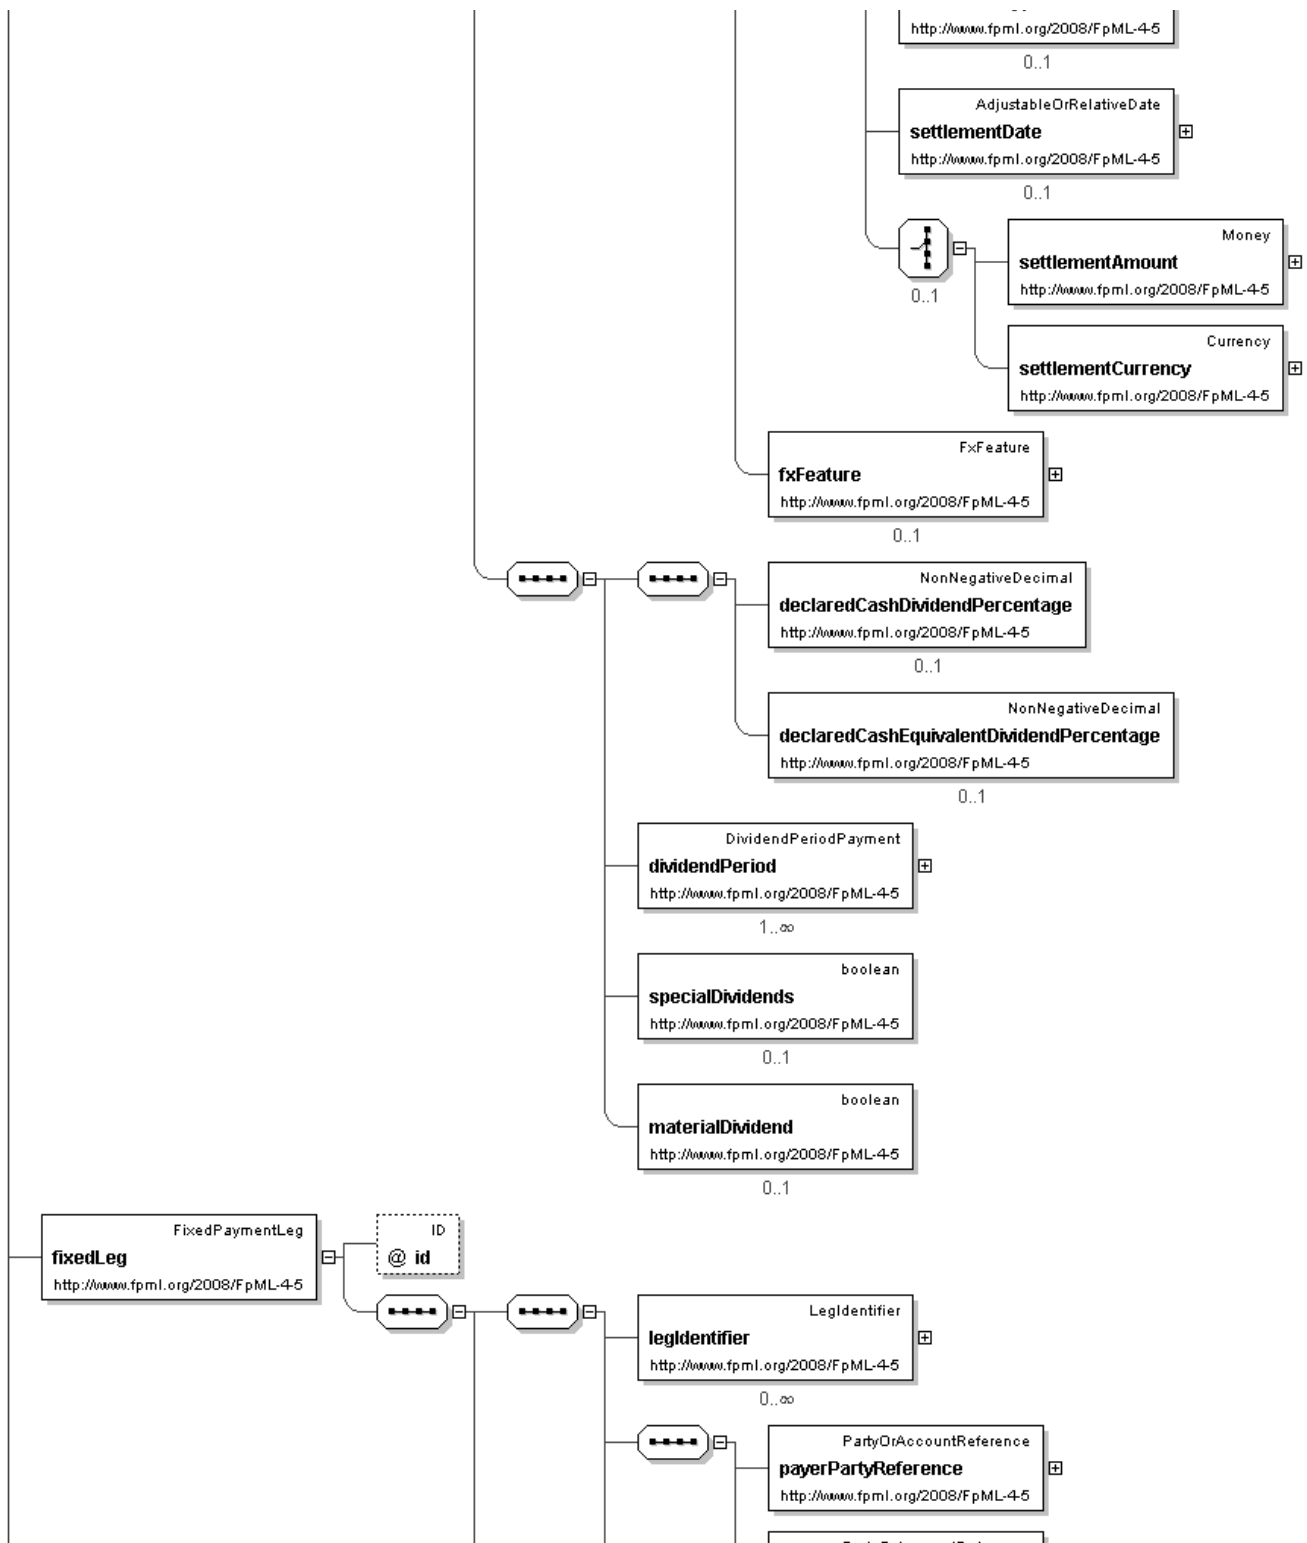 http://www.fpml.org/2008/FpML-4-5
0..1
AdjustableOrRelativeDate
settlementDate
http://www.fpml.org/2008/FpML-4-5
0..1
0..1
Money
settlementAmount
http://www.fpml.org/2008/FpML-4-5
Currency
settlementCurrency
http://www.fpml.org/2008/FpML-4-5
FxFeature
fxFeature
http://www.fpml.org/2008/FpML-4-5
0..1
NonNegativeDecimal
declaredCashDividendPercentage
http://www.fpml.org/2008/FpML-4-5
0..1
NonNegativeDecimal
declaredCashEquivalentDividendPercentage
http://www.fpml.org/2008/FpML-4-5
0..1
DividendPeriodPayment
dividendPeriod
http://www.fpml.org/2008/FpML-4-5
1..∞
boolean
specialDividends
http://www.fpml.org/2008/FpML-4-5
0..1
boolean
materialDividend
http://www.fpml.org/2008/FpML-4-5
0..1
FixedPaymentLeg
fixedLeg
http://www.fpml.org/2008/FpML-4-5
ID
@ id
LegIdentifier
legIdentifier
http://www.fpml.org/2008/FpML-4-5
0..∞
PartyOrAccountReference
payerPartyReference
http://www.fpml.org/2008/FpML-4-5